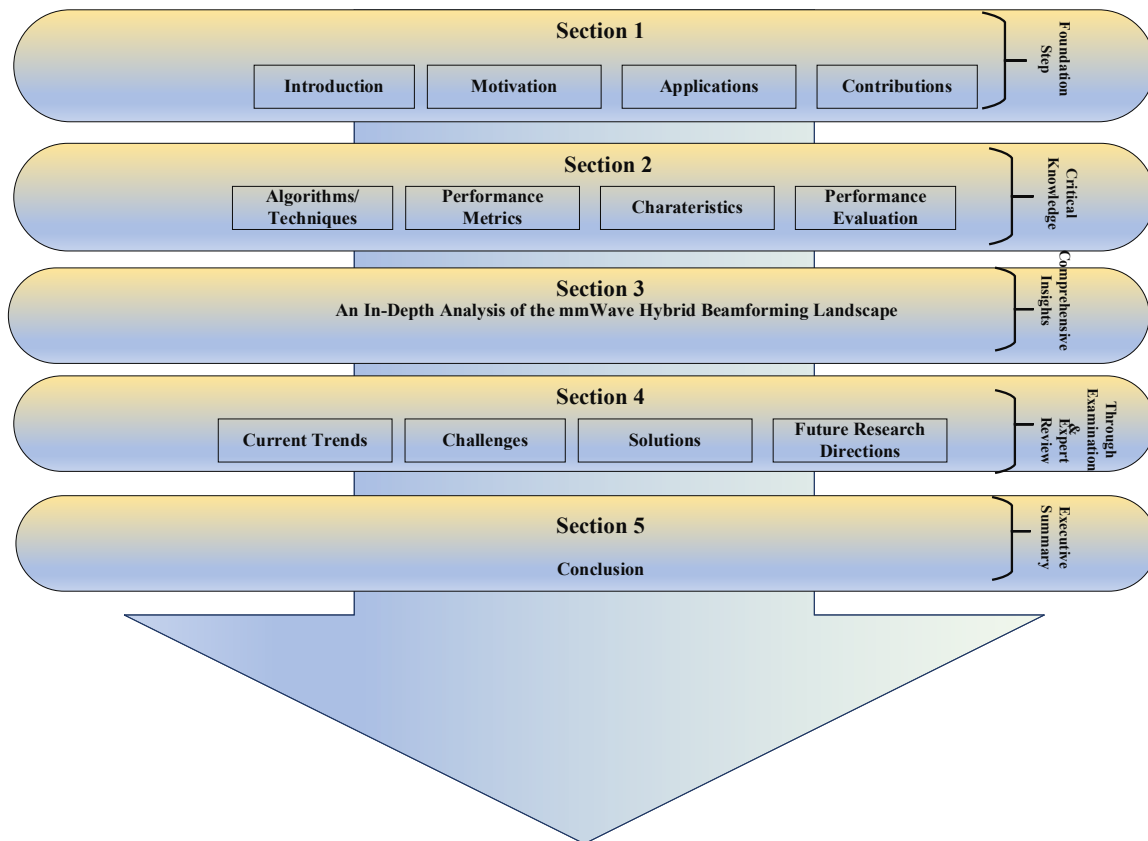 Section 1
Introduction
Motivation
Applications
Contributions
Foundation
Step
Section 2
Algorithms/
Techniques
Performance
Metrics
Charateristics
Performance
Evaluation
Critical
Knowledge
Section 3
An In-Depth Analysis of the mmWave Hybrid Beamforming Landscape
Comprehensive
Insights
Section 4
Current Trends
Challenges
Solutions
Future Research
Directions
Through
Examination
&
Expert
Review
Section 5
Conclusion
Executive
Summary